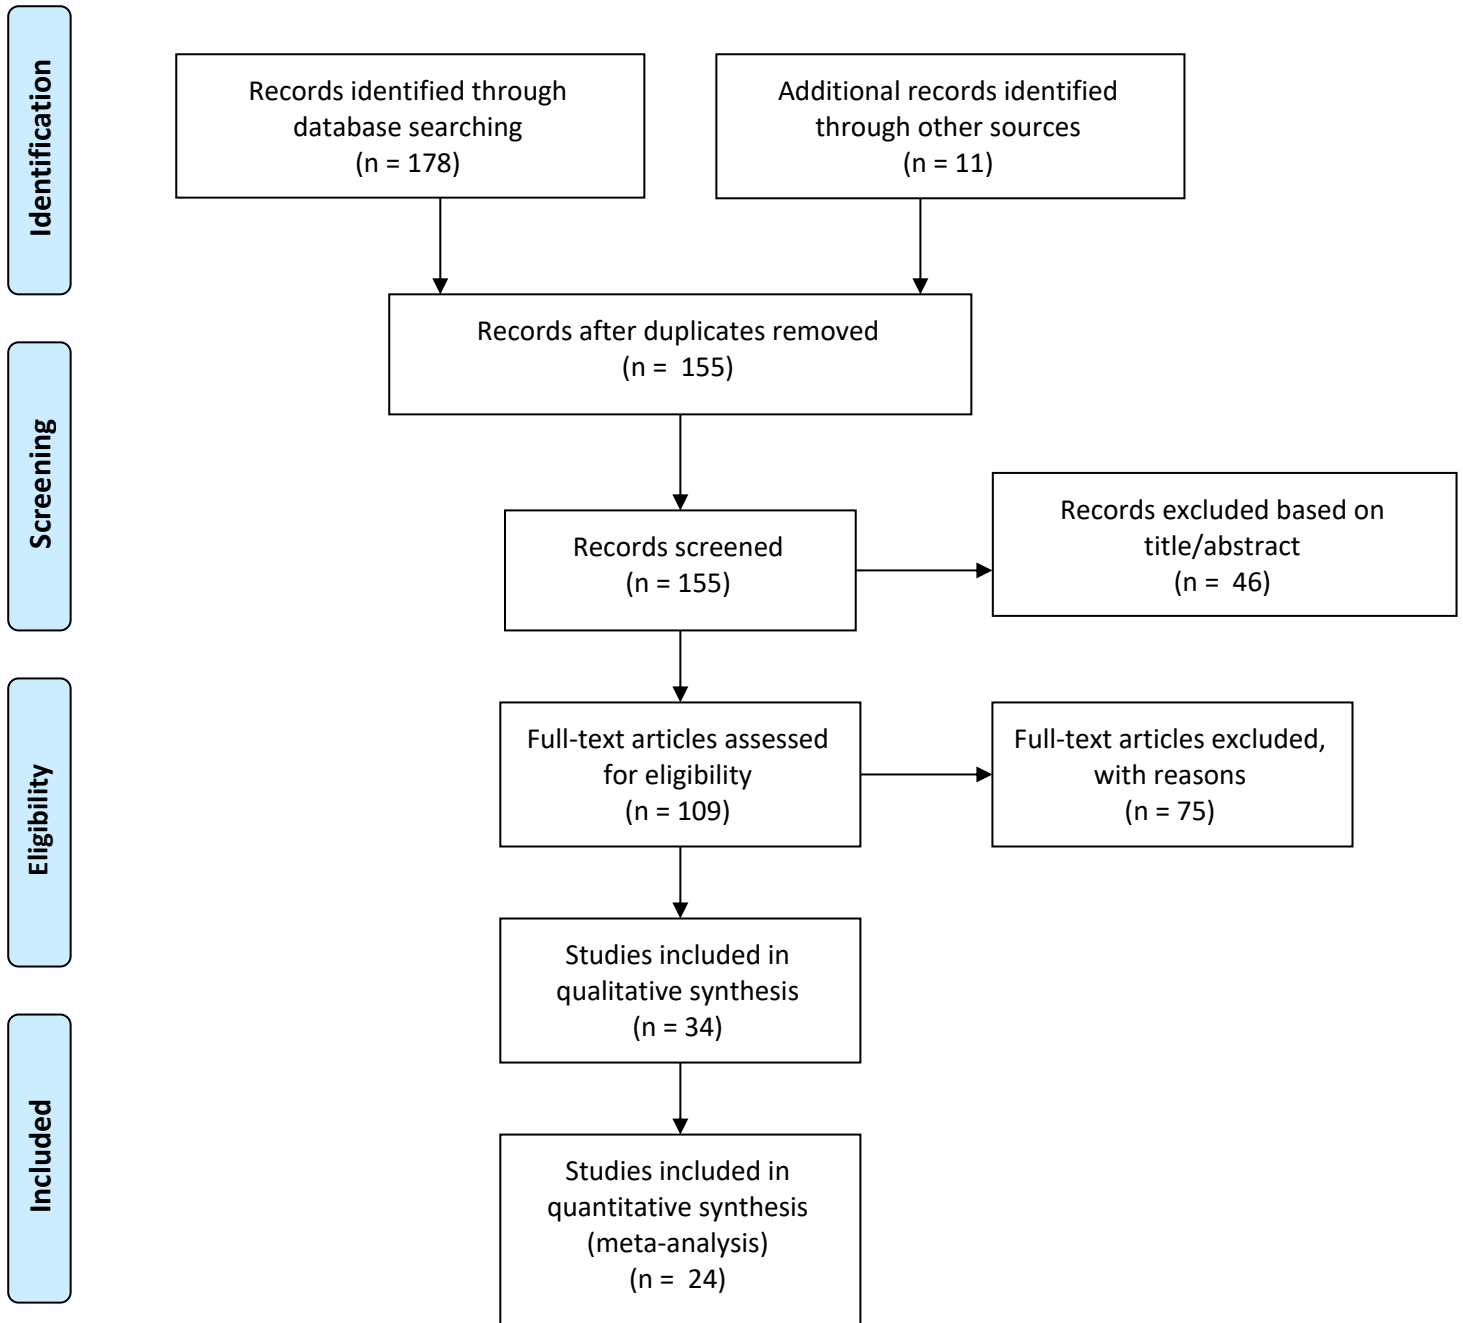 Identification
Records identified through
database searching
(n = 178)
Additional records identified
through other sources
(n = 11)
Records after duplicates removed
(n =  155)
Screening
Records screened
(n = 155)
Records excluded based on
title/abstract
(n =  46)
Eligibility
Full-text articles assessed
for eligibility
(n = 109)
Full-text articles excluded,
with reasons
(n = 75)
Studies included in
qualitative synthesis
(n = 34)
Included
Studies included in
quantitative synthesis
(meta-analysis)
(n =  24)